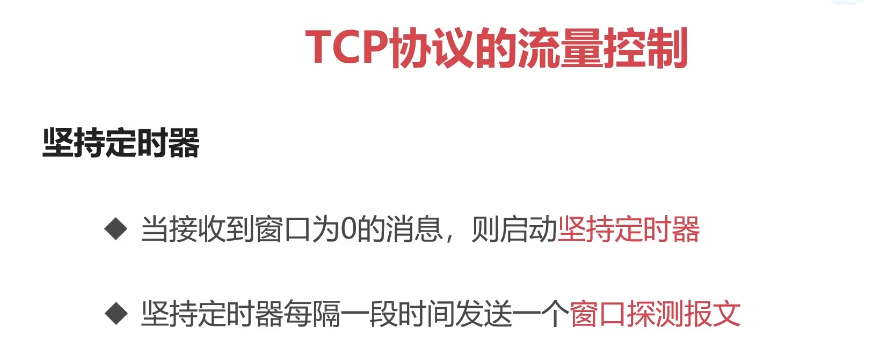 TCP协议的流量控制
坚持定时器
◆ 当接收到窗口为0的消息，则启动坚持定时器
◆ 坚持定时器每隔一段时间发送一个窗口探测报文